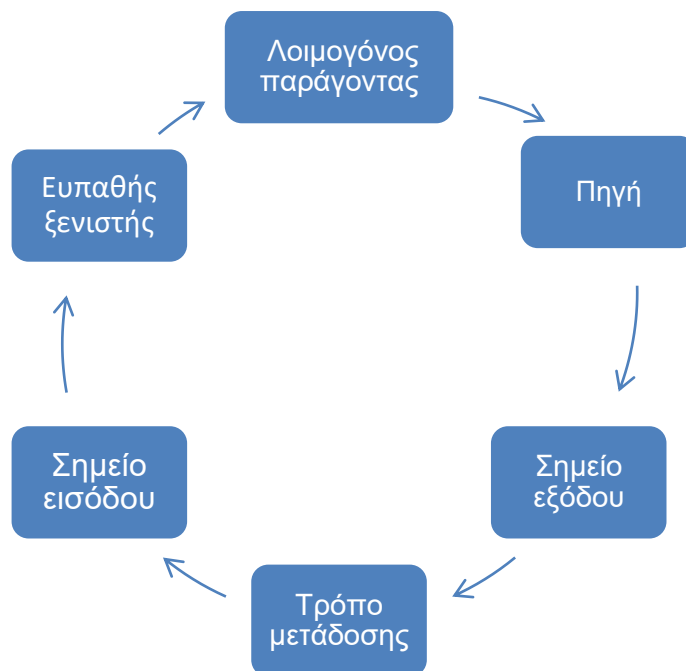 Λοιμογόνος
παράγοντας
Πηγή
Σημείο
εξόδου
Τρόπο
μετάδοσης
Σημείο
εισόδου
Ευπαθής
ξενιστής